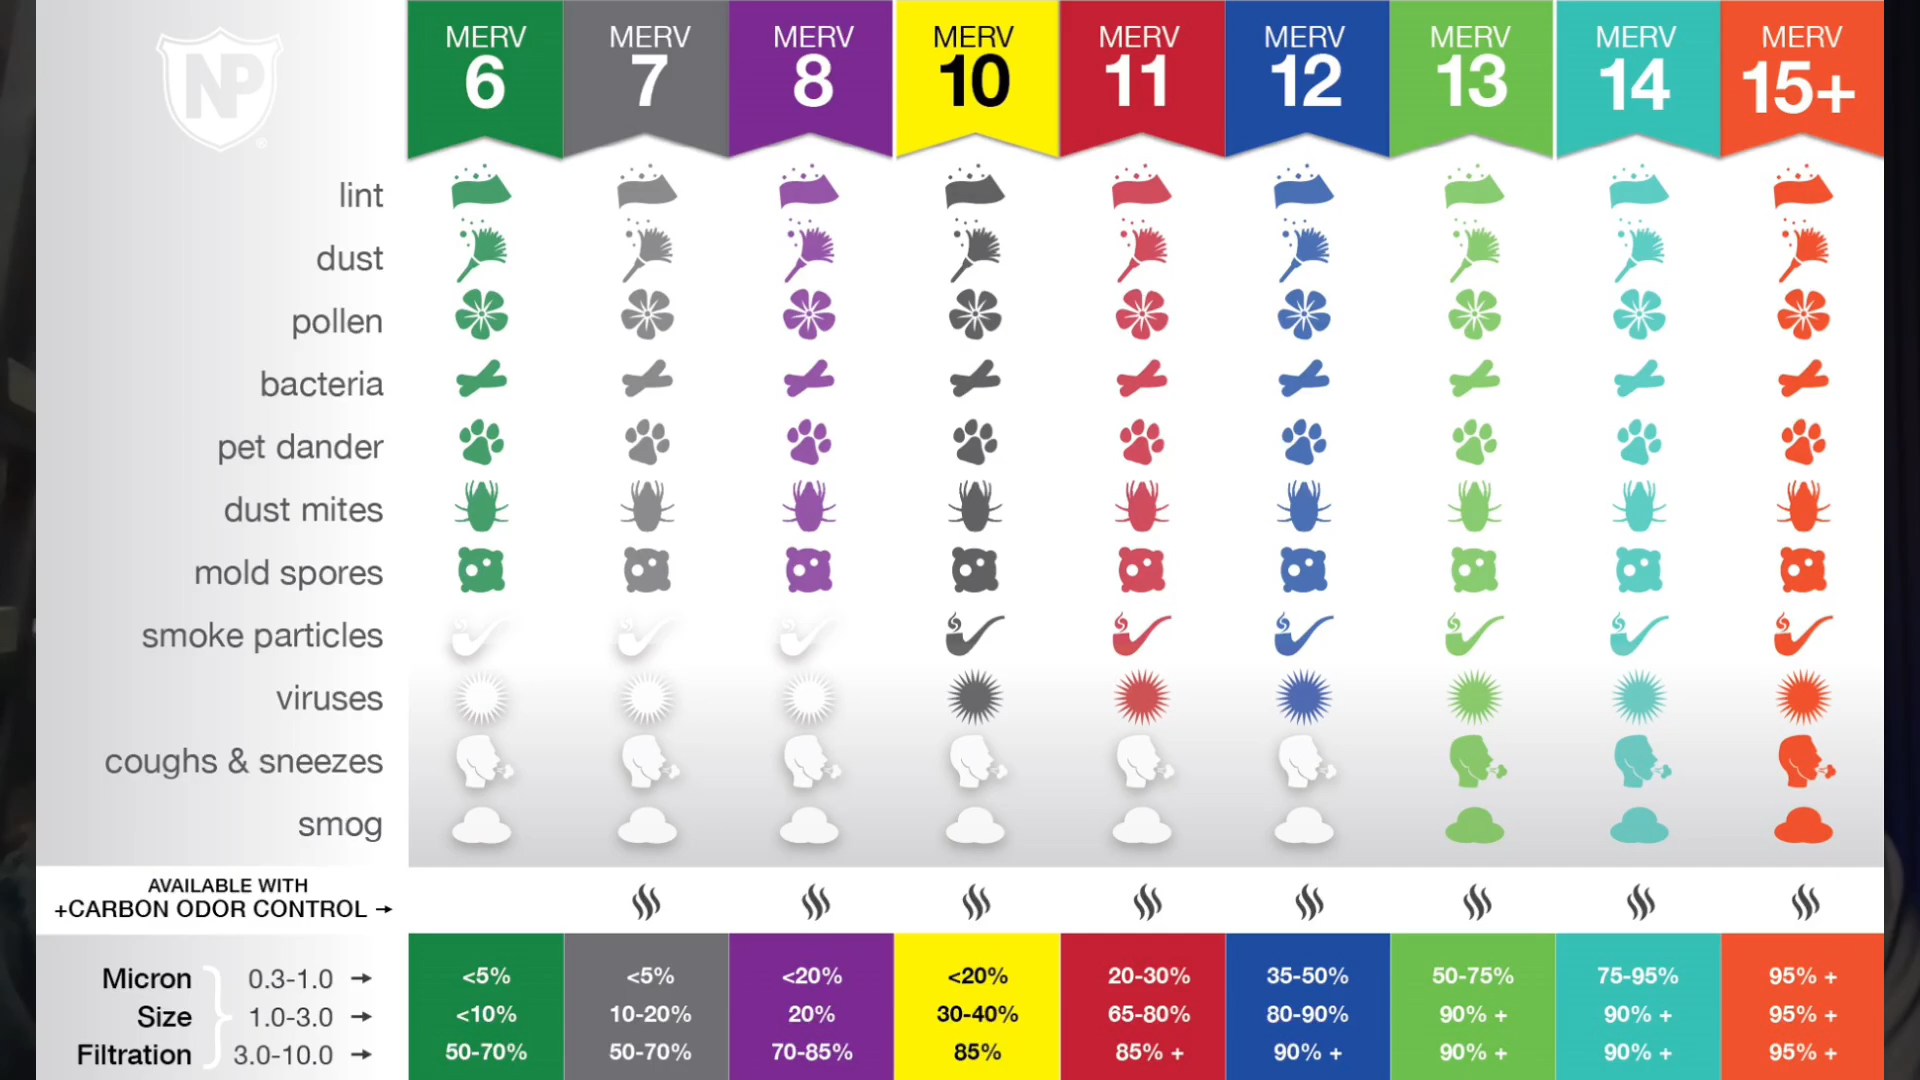 NP
MERV 6 MERV 7 MERV 8 MERV 10 MERV 11 MERV 12 MERV 13 MERV 14 MERV 15+
lint
dust
pollen
bacteria
pet dander
dust mites
mold spores
smoke particles
viruses
coughs & sneezes
smog
AVAILABLE WITH
+CARBON ODOR CONTROL →
Micron 0.3-1.0 → <5% <5% <20% <20% 20-30% 35-50% 50-75% 75-95% 95% +
Size 1.0-3.0 → <10% 10-20% 20% 30-40% 65-80% 80-90% 90% + 90% + 95% +
Filtration 3.0-10.0 → 50-70% 50-70% 70-85% 85% 85% + 90% + 90% + 90% + 95% +